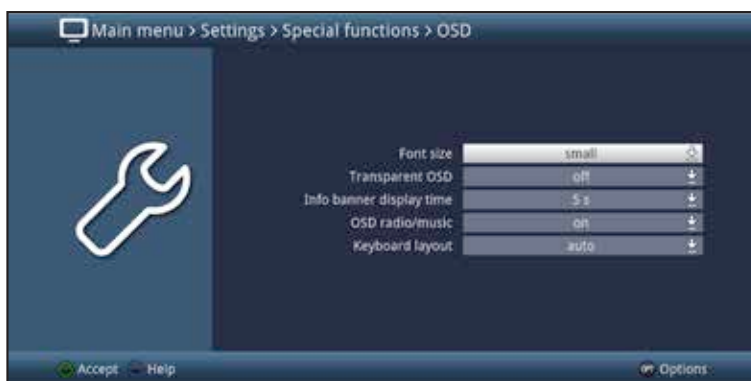 Main menu > Settings > Special functions > OSD
Font size small
Transparent OSD off
Info banner display time 5 s
OSD radio/music on
Keyboard layout auto
Accept Help Options